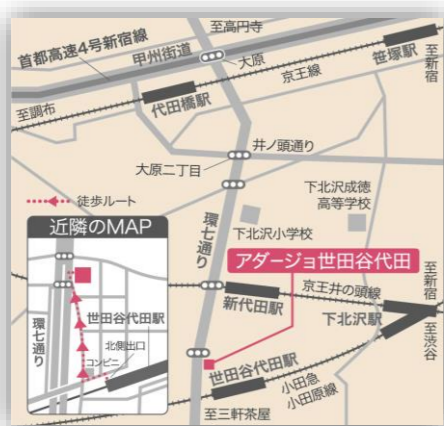 至高円寺
首都高速4号新宿線
甲州街道
大原
笹塚駅
至新宿
京王線
代田橋駅
至調布
井ノ頭通り
大原二丁目
徒歩ルート
下北沢成徳
高等学校
下北沢小学校
環七通り
近隣のMAP
アダージョ世田谷代田
京王井の頭線
至新宿
新代田駅
下北沢駅
至渋谷
世田谷代田駅
北側出口
環七通り
コンビニ
世田谷代田駅
小田急
小田原線
至三軒茶屋